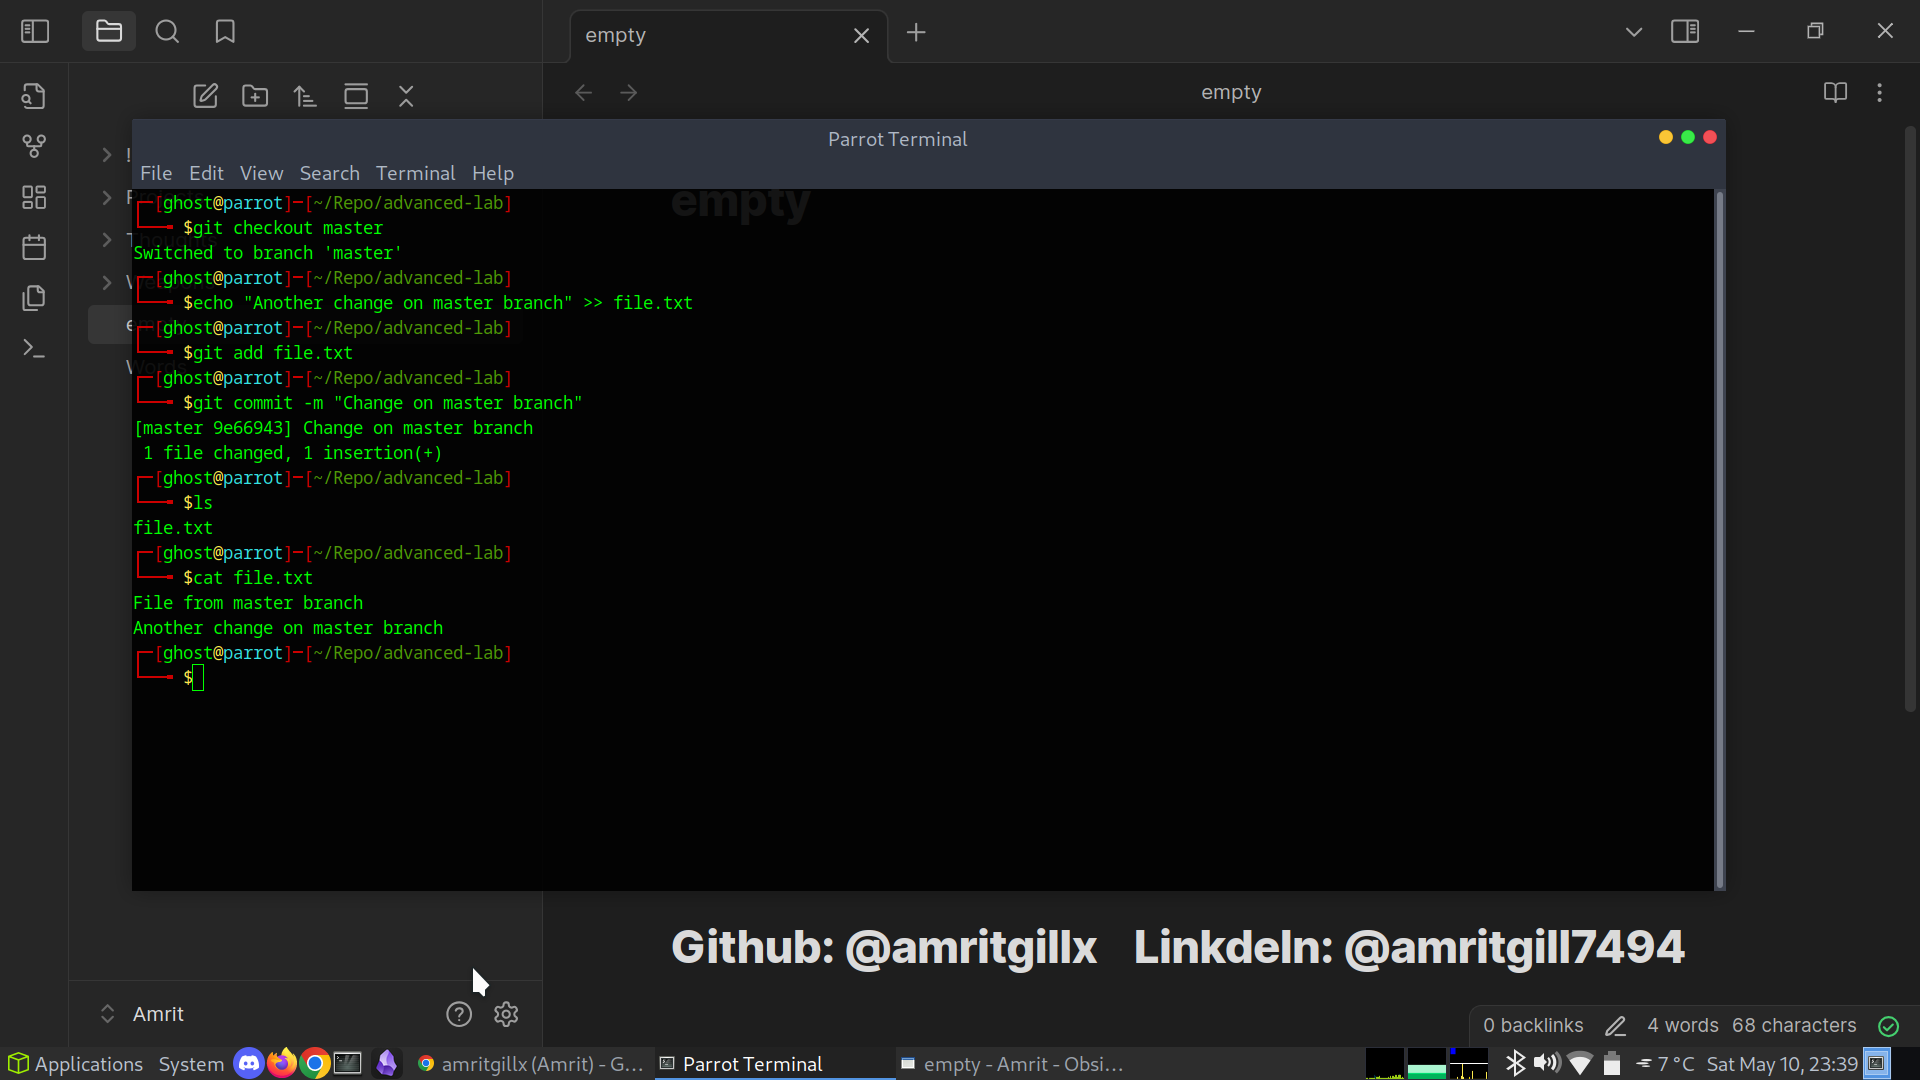 empty
empty
Parrot Terminal
File Edit View Search Terminal Help
empty
[ghost@parrot]─[~/Repo/advanced-lab]
$git checkout master
Switched to branch 'master'
[ghost@parrot]─[~/Repo/advanced-lab]
$echo "Another change on master branch" >> file.txt
[ghost@parrot]─[~/Repo/advanced-lab]
$git add file.txt
[ghost@parrot]─[~/Repo/advanced-lab]
$git commit -m "Change on master branch"
[master 9e66943] Change on master branch
1 file changed, 1 insertion(+)
[ghost@parrot]─[~/Repo/advanced-lab]
$ls
file.txt
[ghost@parrot]─[~/Repo/advanced-lab]
$cat file.txt
File from master branch
Another change on master branch
[ghost@parrot]─[~/Repo/advanced-lab]
$
Github: @amritgillx Linkdeln: @amritgill7494
Amrit
0 backlinks 4 words 68 characters
Applications System amritgillx (Amrit) - G... Parrot Terminal empty - Amrit - Obsi... 7 °C Sat May 10, 23:39